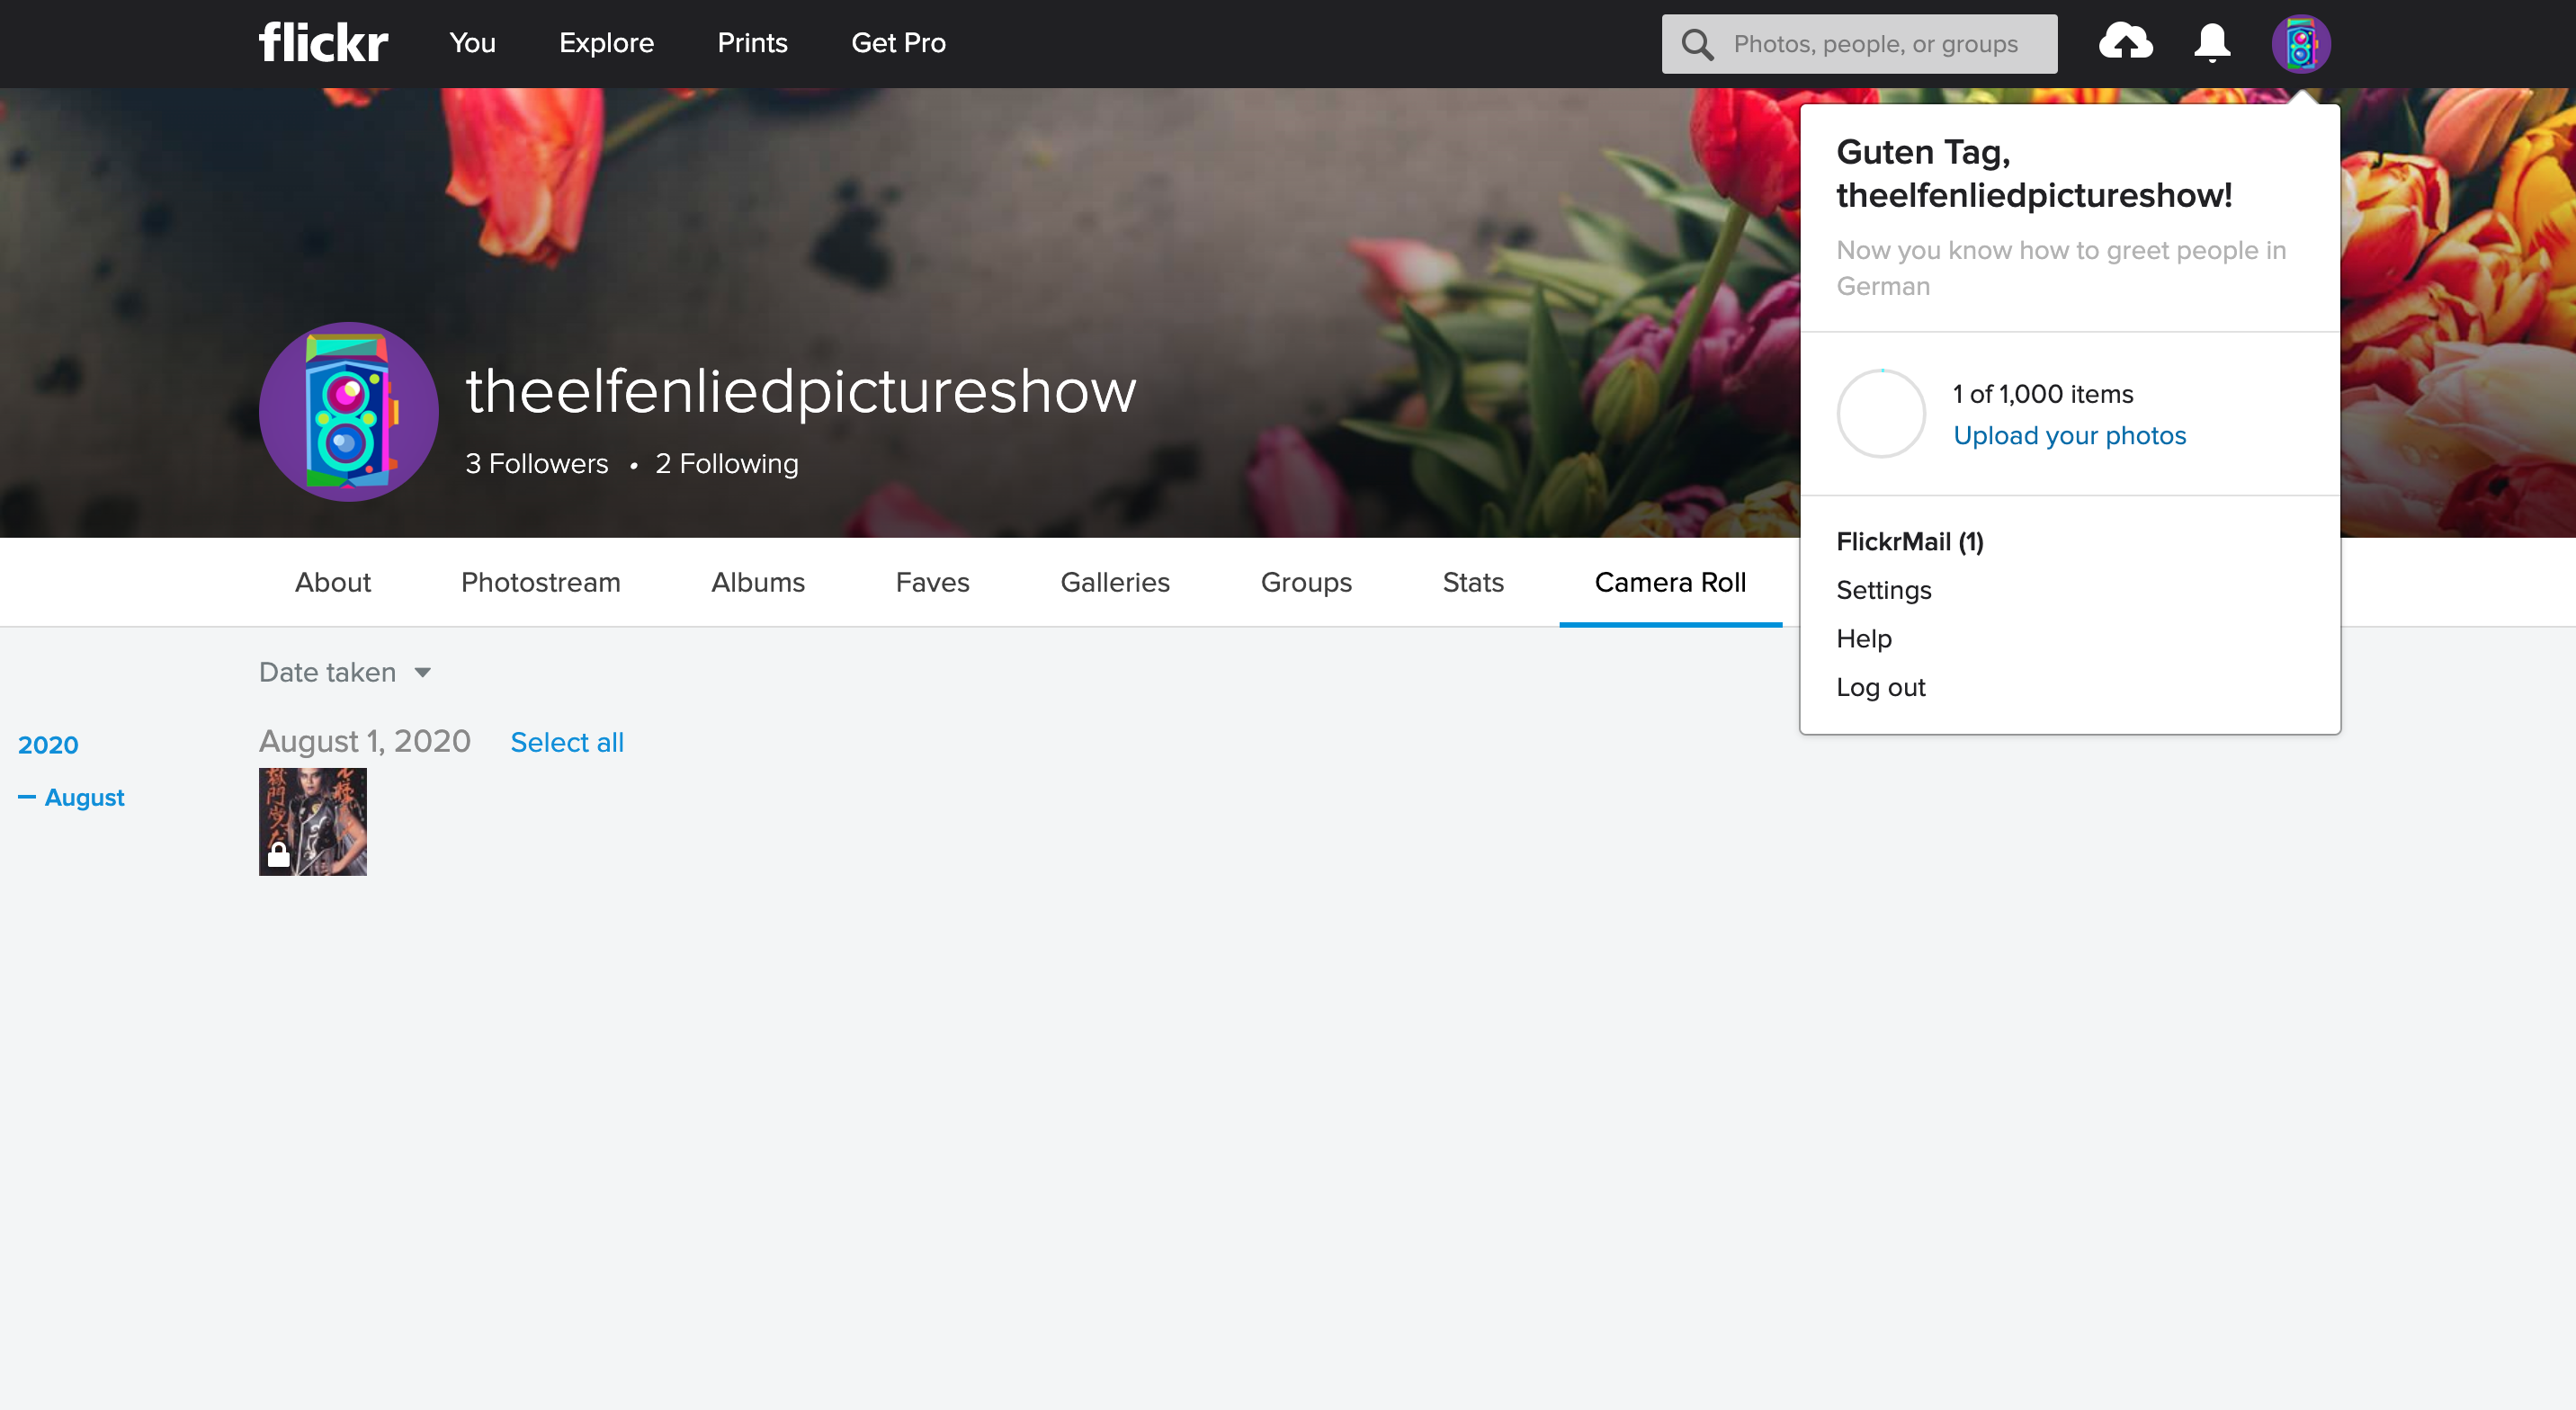 flickr
You
Explore
Prints
Get Pro
Photos, people, or groups
Guten Tag,
theelfenliedpictureshow!
Now you know how to greet people in
German
1 of 1,000 items
Upload your photos
FlickrMail (1)
Settings
Help
Log out
theelfenliedpictureshow
3 Followers • 2 Following
About
Photostream
Albums
Faves
Galleries
Groups
Stats
Camera Roll
Date taken
2020
August
August 1, 2020
Select all